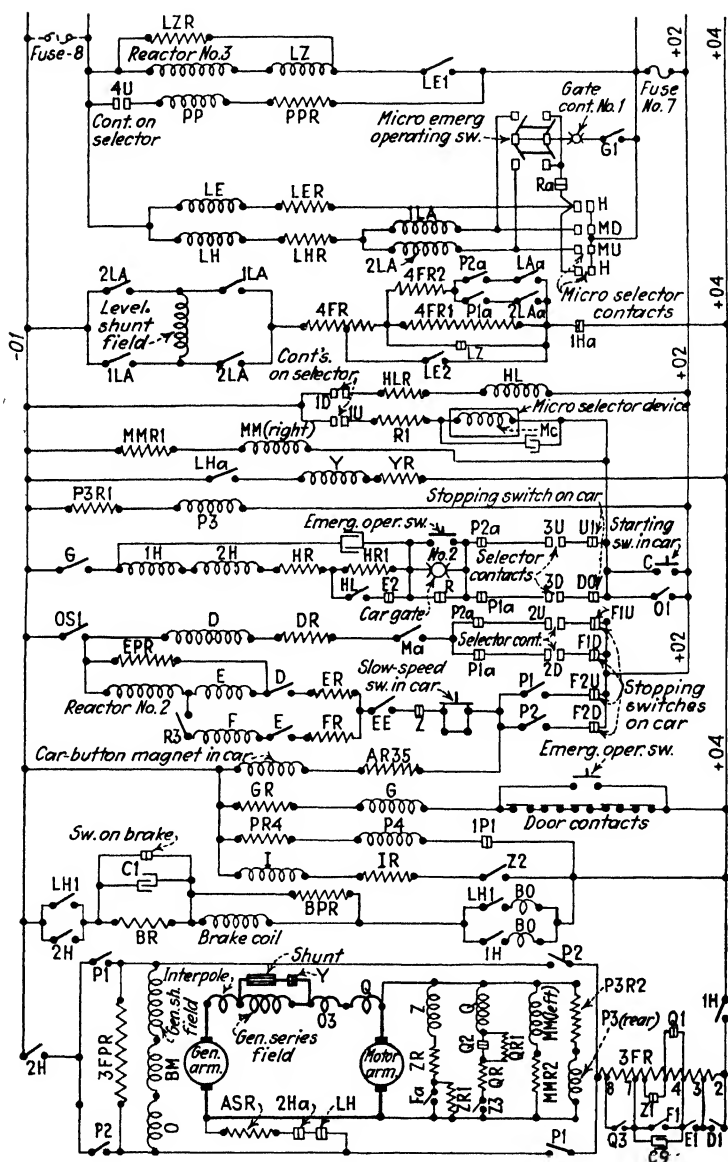 LZR
Fuse-8
Reactor No.3
LZ
+02
+04
LE1
Fuse
No.7
4U
Cont. on
selector
PP
PPR
Micro emerg
operating sw.
Gate
cont. No.1
G1
Ra
LE
LER
1LA
H
MD
LH
LHR
2LA
MU
H
Micro selector
contacts
2LA
1LA
Level.
shunt
field
1LA
2LA
4FR
4FR2
P2a
LAa
4FR1
P1a
2LAa
LZ
LE2
1Ha
+04
-01
+02
Cont's.
on selector
1D
1U
HLR
HL
Micro selector device
R1
Mc
MMR1
MM(right)
LHa
Y
YR
P3R1
P3
Stopping switch on car
Emerg. oper. sw.
P2a
3U
U1
Starting
sw. in car
G
1H
2H
HR
HR1
No.2
Selector
contacts
C
HL
E2
R
3D
DO
Car gate
P1a
O1
OS1
D
DR
Ma
P2a
2U
F1U
Selector cont.
+02
EPR
P1a
2D
F1D
E
D
ER
Slow-speed
sw. in car
P1
F2U
Reactor No.2
Stopping
switches
on car
R3
F
E
FR
EE
Z
P2
F2D
Car-button magnet in car
AR35
Emerg. oper. sw.
+04
GR
G
Door contacts
Sw. on brake
PR4
P4
1P1
C1
I
IR
Z2
LH1
BPR
LH1
BO
2H
BR
Brake coil
1H
BO
P1
Shunt
Y
P2
Interpole
Gen. sh.
field
Q
P3R2
O3
Gen. series
field
Z
Q
MM(left)
P3(rear)
1H
3FPR
BM
Gen.
arm.
Motor
arm.
ZR
Q2
QR1
QR
Q1
2H
3FR
ASR
2Ha
LH
Fa
ZR1
Z3
MMR2
8
7
4
3
2
Z1
O
P2
P1
Q3
F1
E1
D1
C9